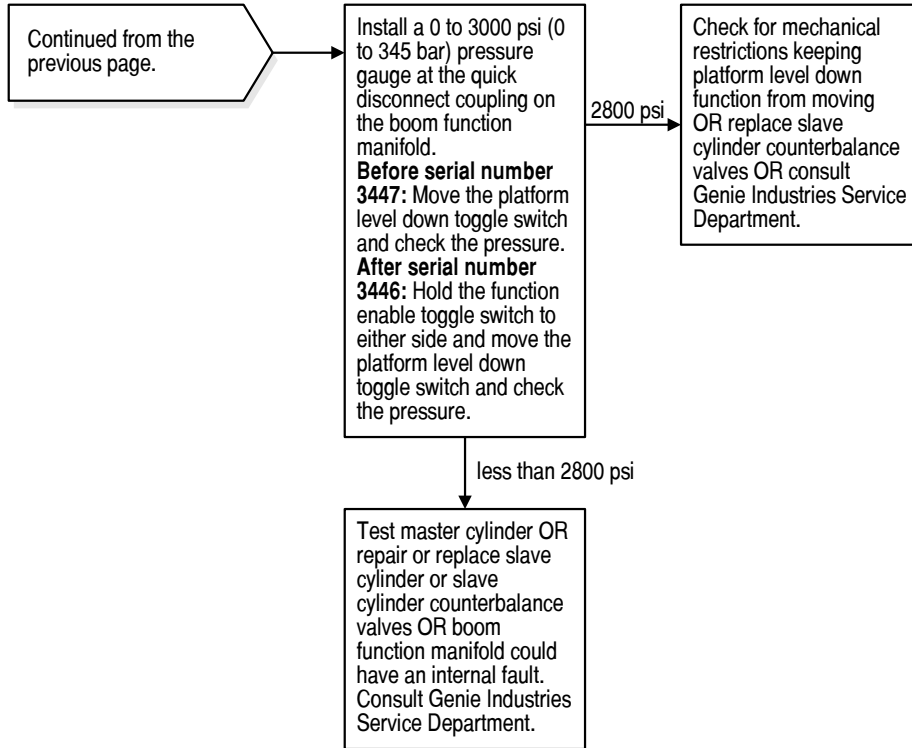 Continued from the
previous page.
Install a 0 to 3000 psi (0
to 345 bar) pressure
gauge at the quick
disconnect coupling on
the boom function
manifold.
Before serial number
3447: Move the platform
level down toggle switch
and check the pressure.
After serial number
3446: Hold the function
enable toggle switch to
either side and move the
platform level down
toggle switch and check
the pressure.
2800 psi
Check for mechanical
restrictions keeping
platform level down
function from moving
OR replace slave
cylinder counterbalance
valves OR consult
Genie Industries Service
Department.
less than 2800 psi
Test master cylinder OR
repair or replace slave
cylinder or slave
cylinder counterbalance
valves OR boom
function manifold could
have an internal fault.
Consult Genie Industries
Service Department.